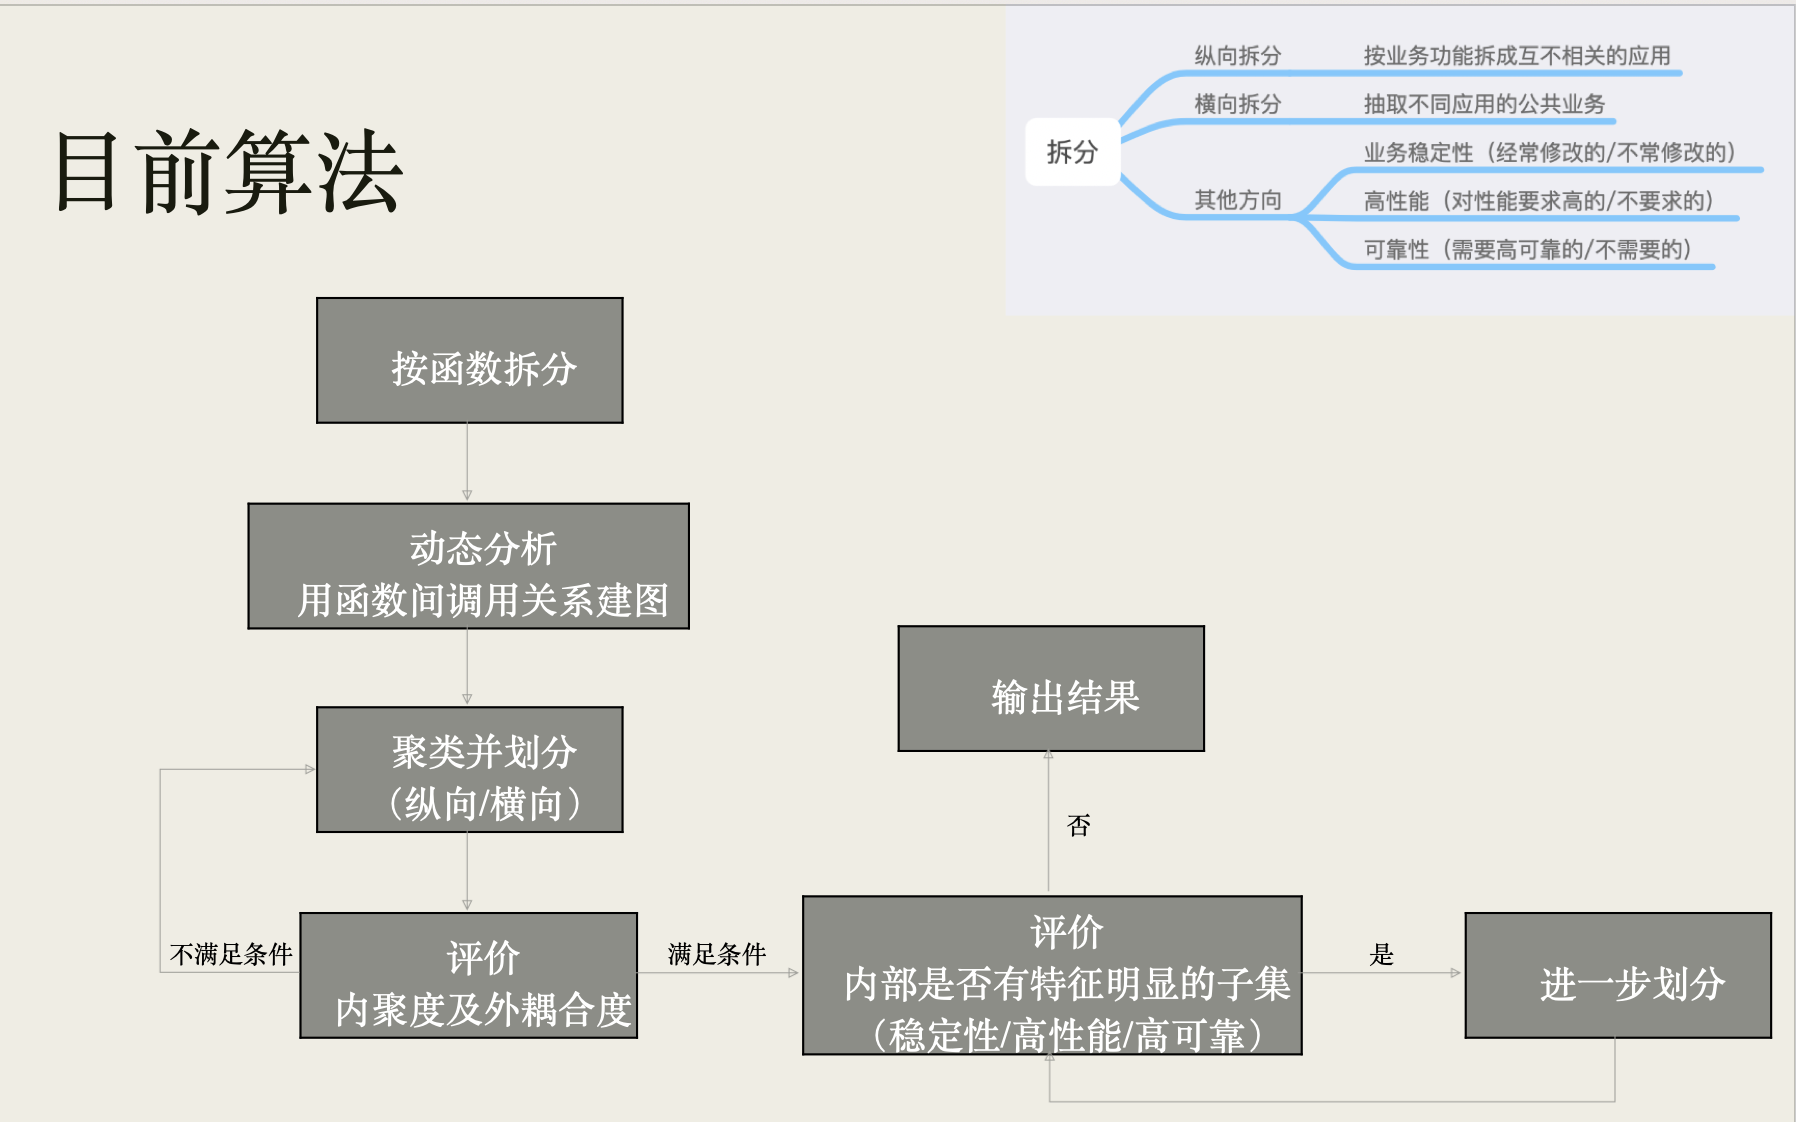 目前算法
拆分
纵向拆分
按业务功能拆成互不相关的应用
横向拆分
抽取不同应用的公共业务
其他方向
业务稳定性（经常修改的/不常修改的）
高性能（对性能要求高的/不要求的）
可靠性（需要高可靠的/不需要的）
按函数拆分
动态分析
用函数间调用关系建图
聚类并划分
（纵向/横向）
不满足条件
评价
内聚度及外耦合度
满足条件
输出结果
否
评价
内部是否有特征明显的子集
（稳定性/高性能/高可靠）
是
进一步划分